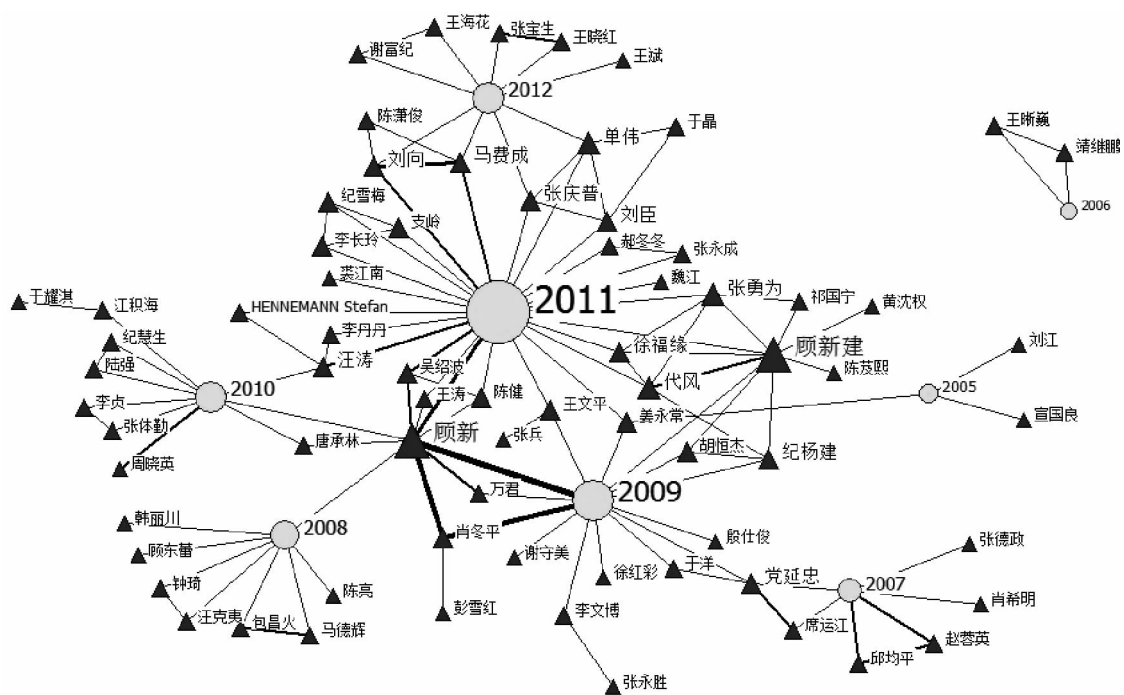 王海花
张宝生
王晓红
谢富纪
王斌
2012
陈萧俊
单伟
于晶
王晰巍
刘向
马费成
靖继鹏
纪雪梅
张庆普
2006
支岭
刘臣
李长玲
郝冬冬
张永成
裘江南
魏江
2011
张勇为
祁国宁
黄沈权
于耀淇
江积海
HENNEMANN Stefan
李丹丹
纪慧生
徐福缘
顾新建
刘江
陆强
汪涛
吴绍波
代风
陈芨熙
2010
王涛
陈健
2005
李贞
王文平
姜永常
宣国良
张体勤
张兵
顾新
唐承林
胡恒杰
纪杨建
周晓英
万君
2009
韩丽川
2008
肖冬平
殷仕俊
张德政
顾东蕾
谢守美
于洋
党延忠
2007
钟琦
陈亮
徐红彩
肖希明
汪克夷
包昌火
彭雪红
李文博
席运江
赵蓉英
马德辉
邱均平
张永胜